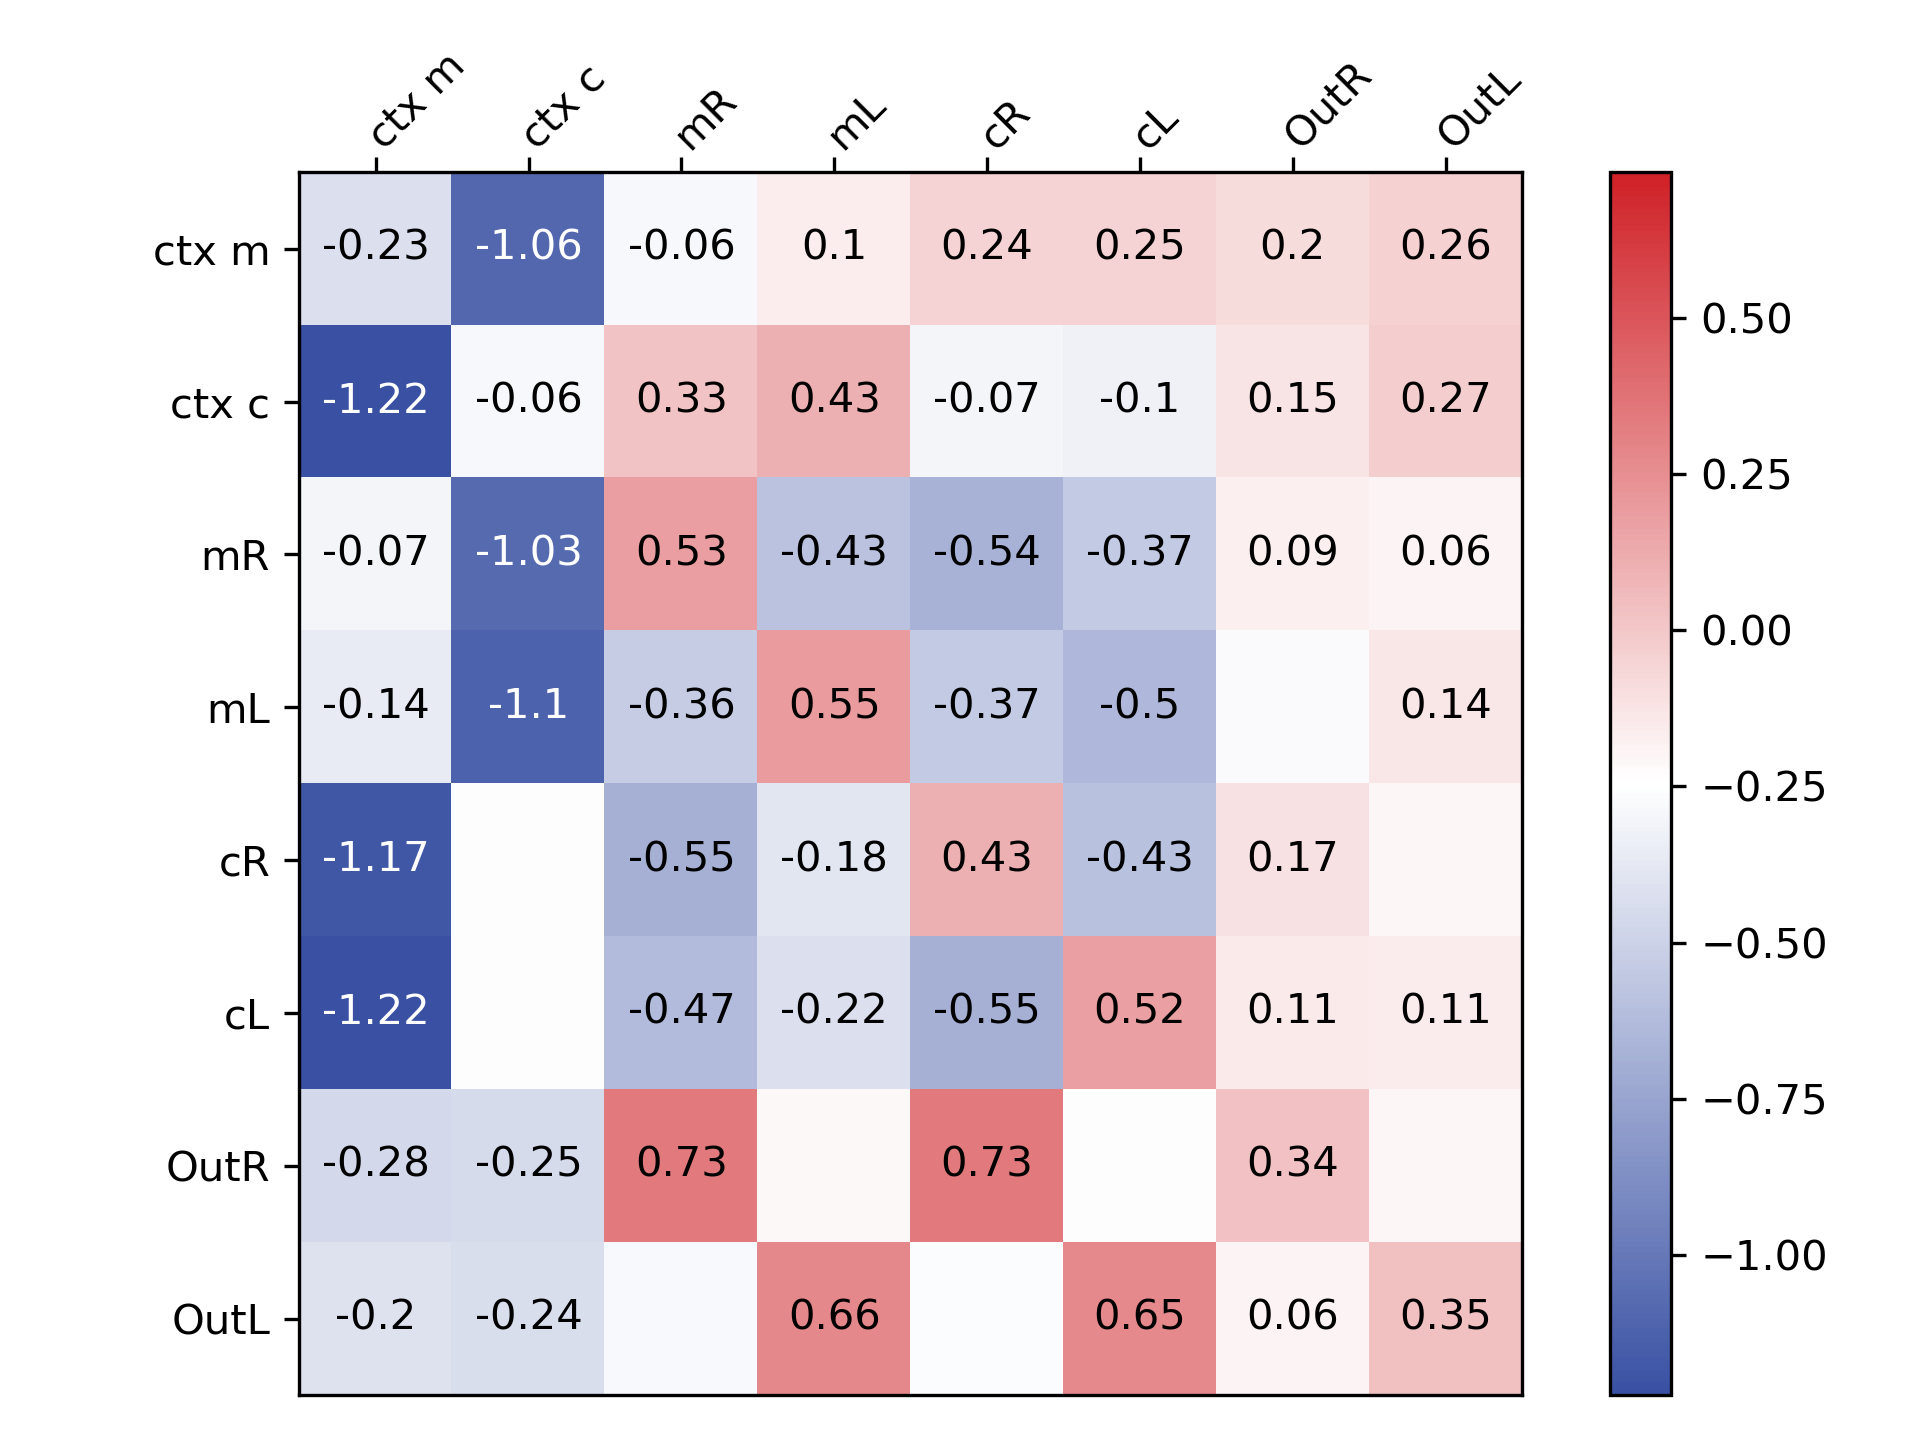 ctx m ctx c mR mL cR cL OutR OutL
ctx m -0.23 -1.06 -0.06 0.1 0.24 0.25 0.2 0.26
ctx c -1.22 -0.06 0.33 0.43 -0.07 -0.1 0.15 0.27
mR -0.07 -1.03 0.53 -0.43 -0.54 -0.37 0.09 0.06
mL -0.14 -1.1 -0.36 0.55 -0.37 -0.5 0.14
cR -1.17 -0.55 -0.18 0.43 -0.43 0.17
cL -1.22 -0.47 -0.22 -0.55 0.52 0.11 0.11
OutR -0.28 -0.25 0.73 0.73 0.34
OutL -0.2 -0.24 0.66 0.65 0.06 0.35
0.50
0.25
0.00
−0.25
−0.50
−0.75
−1.00